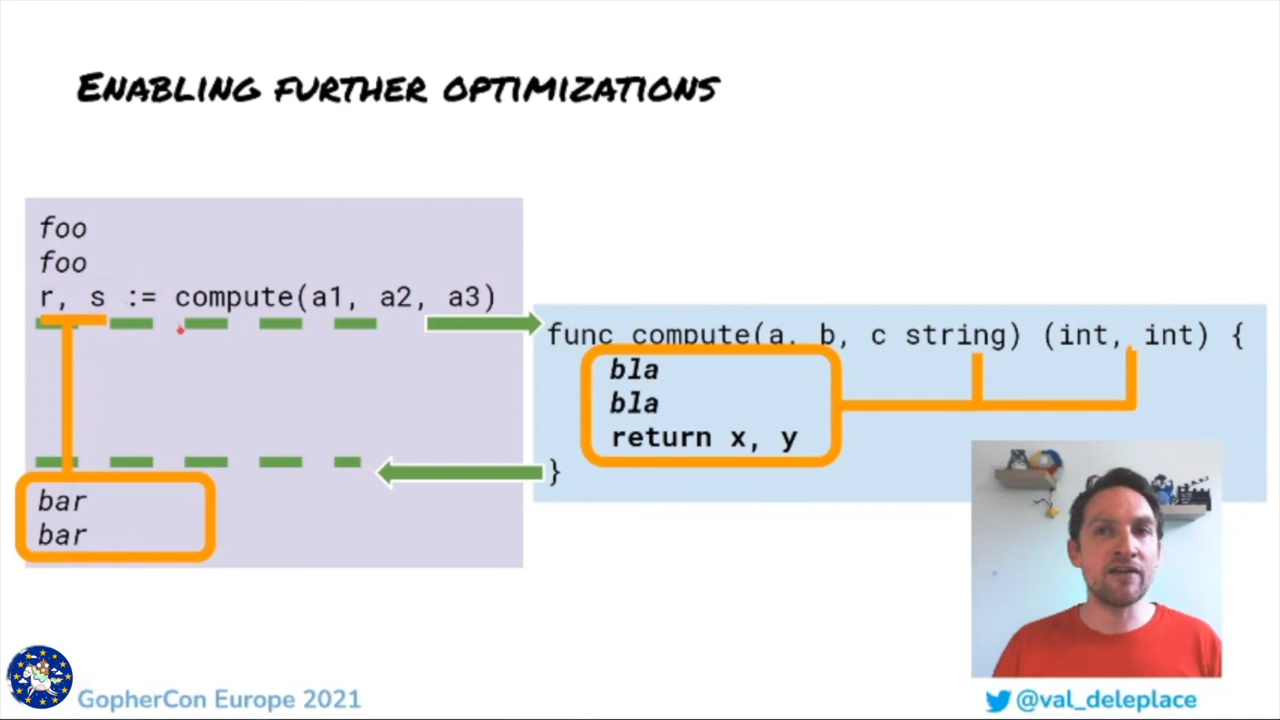 ENABLING FURTHER OPTIMIZATIONS
foo
foo
r, s := compute(a1, a2, a3)
func compute(a, b, c string) (int, int) {
bla
bla
return x, y
}
bar
bar
GopherCon Europe 2021
@val_deleplace